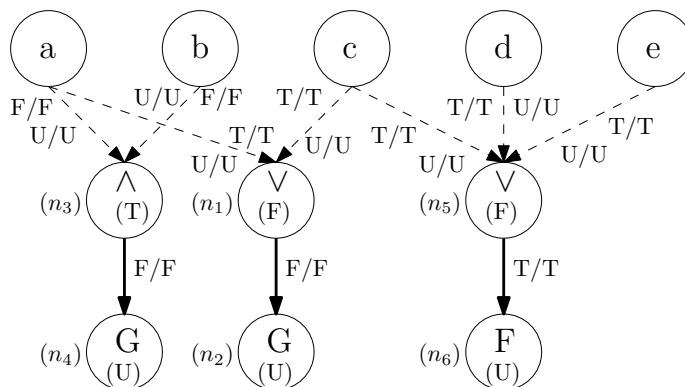 a b c d e
F/F U/U F/F T/T T/T U/U T/T
U/U T/T U/U U/U T/T U/U U/U
(n₃) ∧ (T) (n₁) ∨ (F) (n₅) ∨ (F)
F/F F/F T/T
(n₄) G (U) (n₂) G (U) (n₆) F (U)